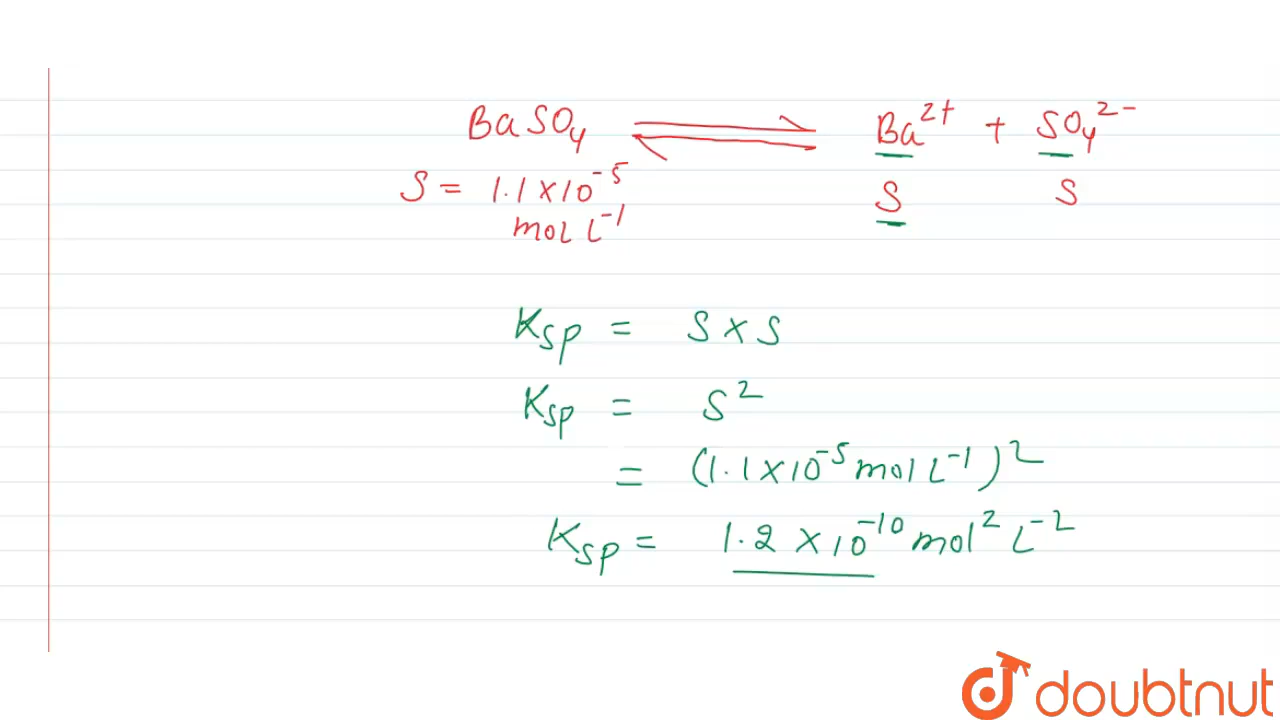 BaSO₄ ⇌ Ba²⁺ + SO₄²⁻
S = 1.1 × 10⁻⁵ S S
mol L⁻¹
Ksp = S × S
Ksp = S²
= (1.1 × 10⁻⁵ mol L⁻¹)²
Ksp = 1.2 × 10⁻¹⁰ mol² L⁻²
doubtnut